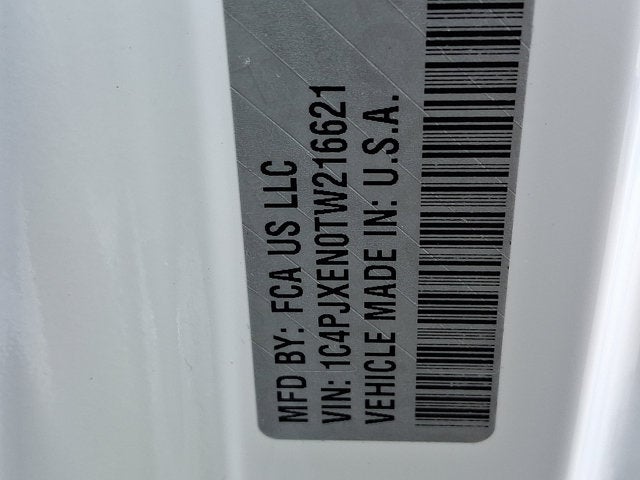 MFD BY: FCA US LLC
VIN: 1C4PJXEN0TW216621
VEHICLE MADE IN: U.S.A.